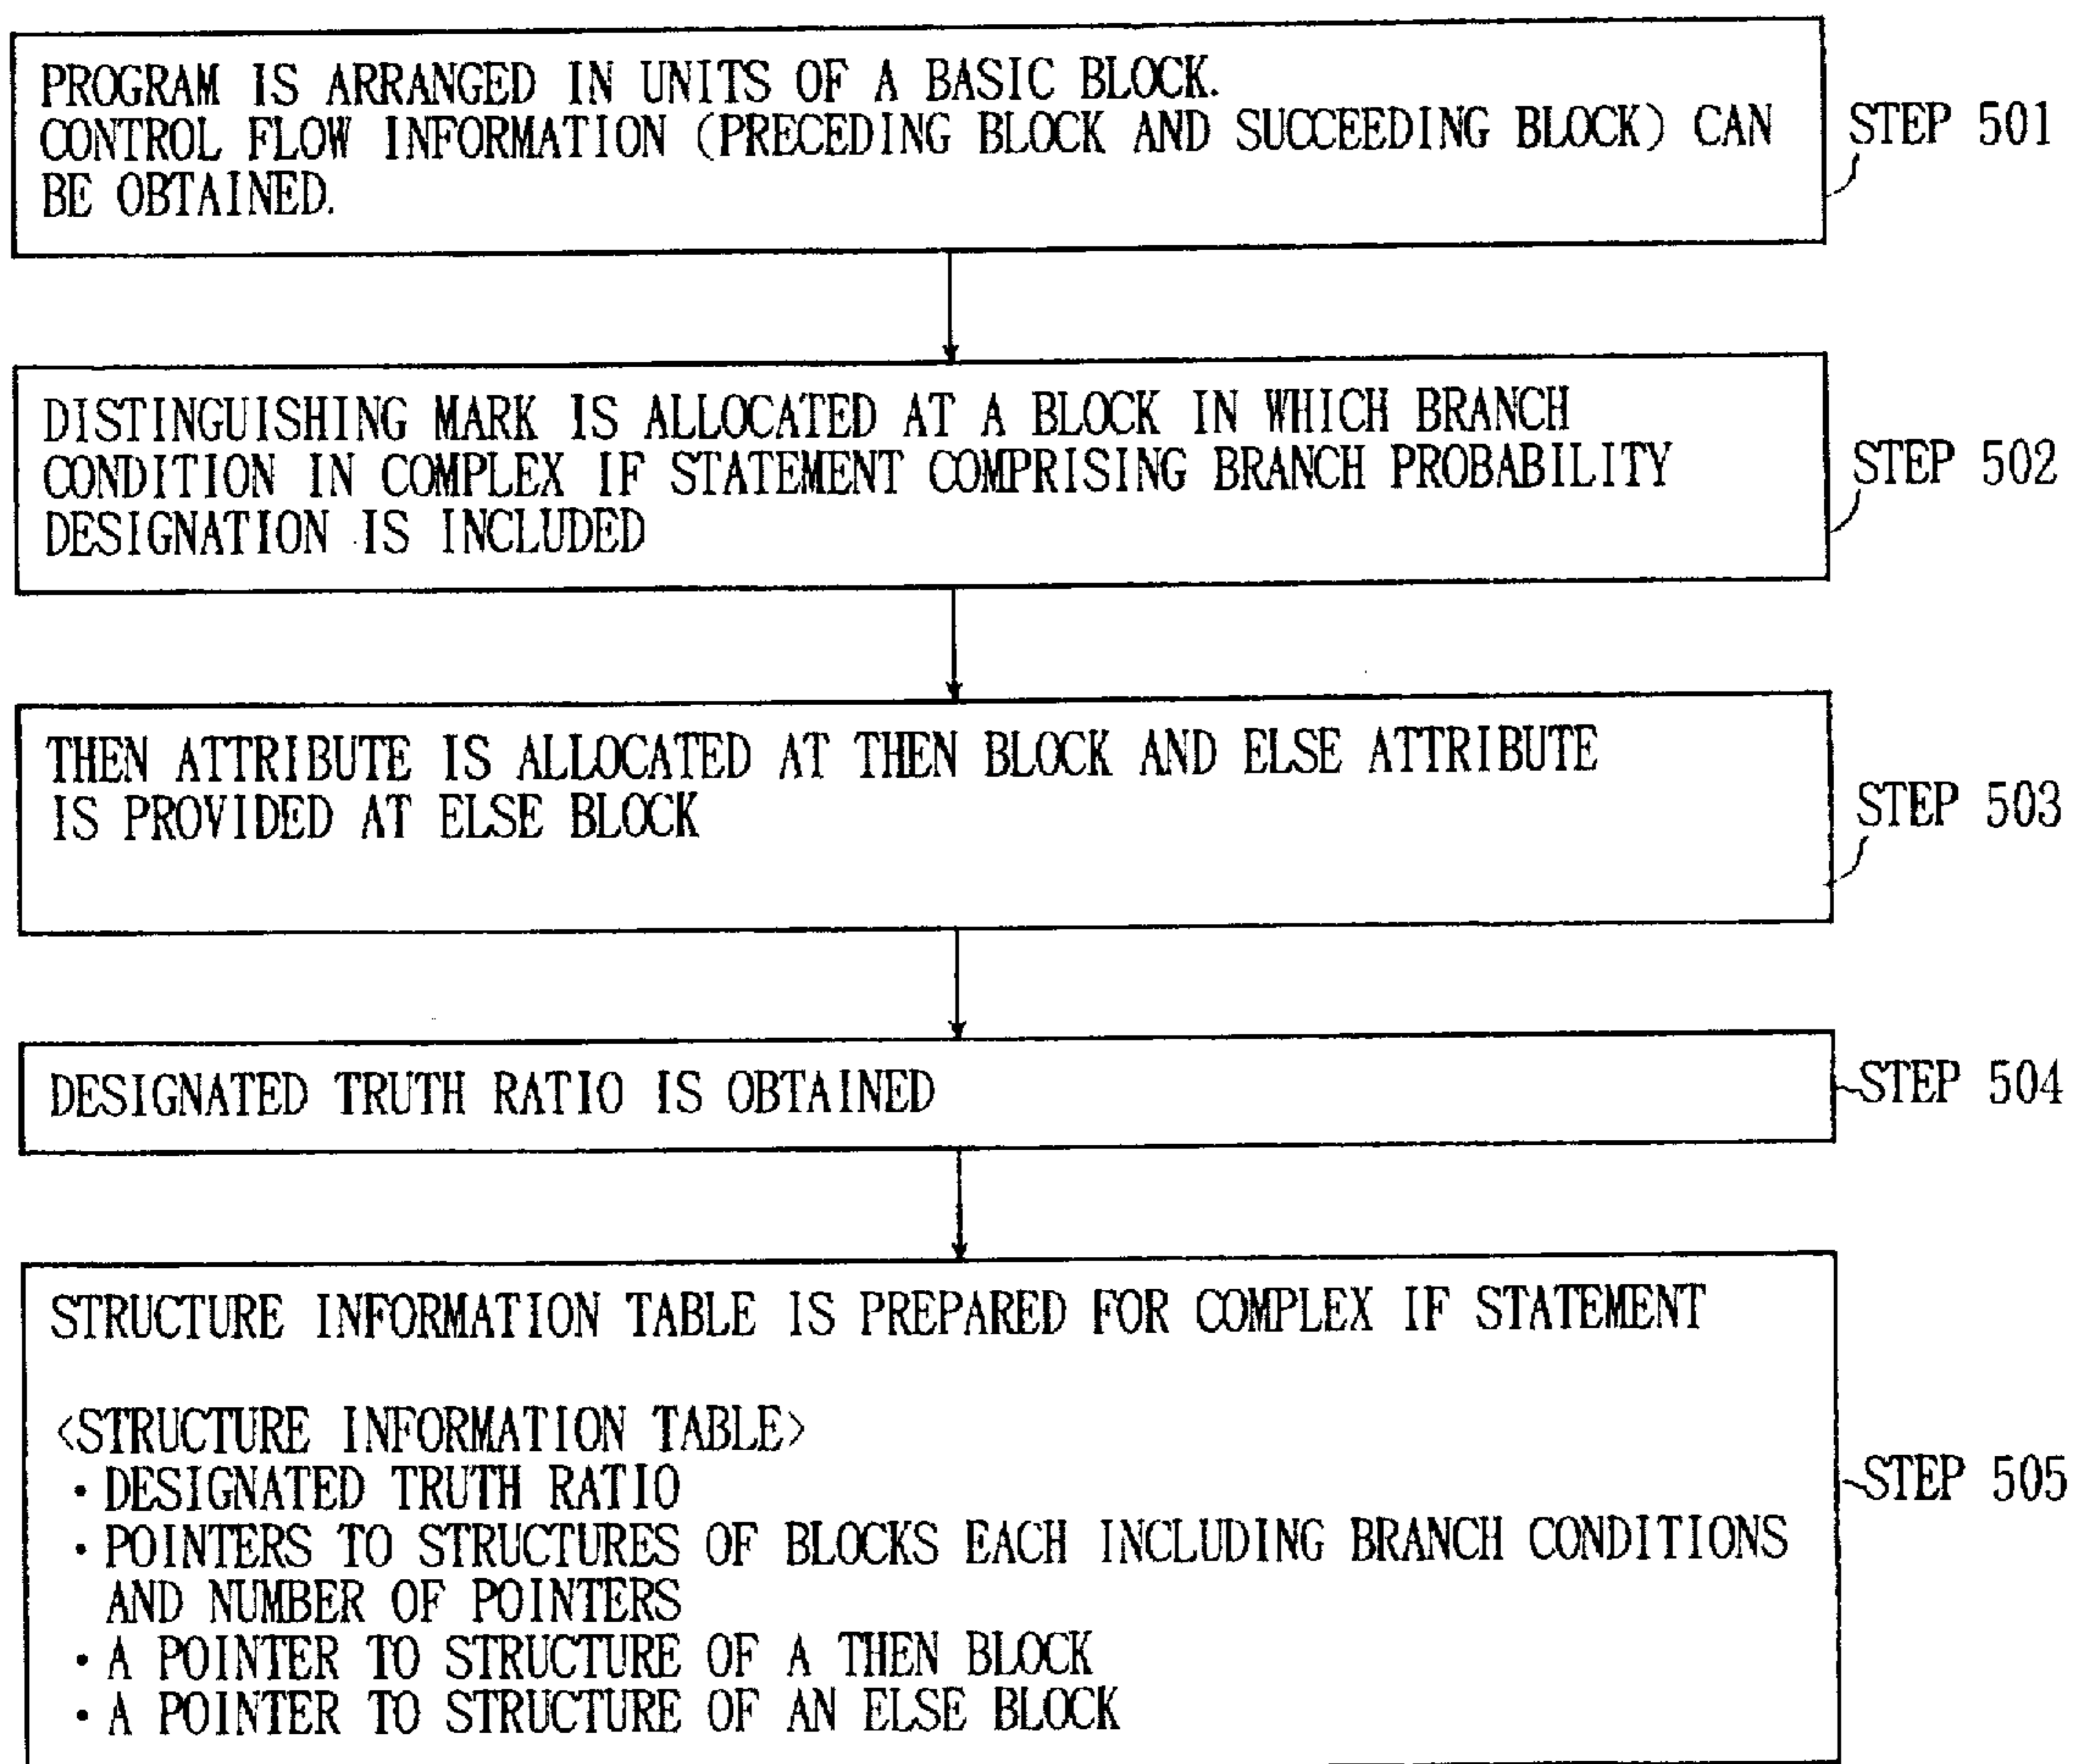 PROGRAM IS ARRANGED IN UNITS OF A BASIC BLOCK.
CONTROL FLOW INFORMATION (PRECEDING BLOCK AND SUCCEEDING BLOCK) CAN
BE OBTAINED.
STEP 501
DISTINGUISHING MARK IS ALLOCATED AT A BLOCK IN WHICH BRANCH
CONDITION IN COMPLEX IF STATEMENT COMPRISING BRANCH PROBABILITY
DESIGNATION IS INCLUDED
STEP 502
THEN ATTRIBUTE IS ALLOCATED AT THEN BLOCK AND ELSE ATTRIBUTE
IS PROVIDED AT ELSE BLOCK
STEP 503
DESIGNATED TRUTH RATIO IS OBTAINED
STEP 504
STRUCTURE INFORMATION TABLE IS PREPARED FOR COMPLEX IF STATEMENT
<STRUCTURE INFORMATION TABLE>
・DESIGNATED TRUTH RATIO
・POINTERS TO STRUCTURES OF BLOCKS EACH INCLUDING BRANCH CONDITIONS
AND NUMBER OF POINTERS
・A POINTER TO STRUCTURE OF A THEN BLOCK
・A POINTER TO STRUCTURE OF AN ELSE BLOCK
STEP 505